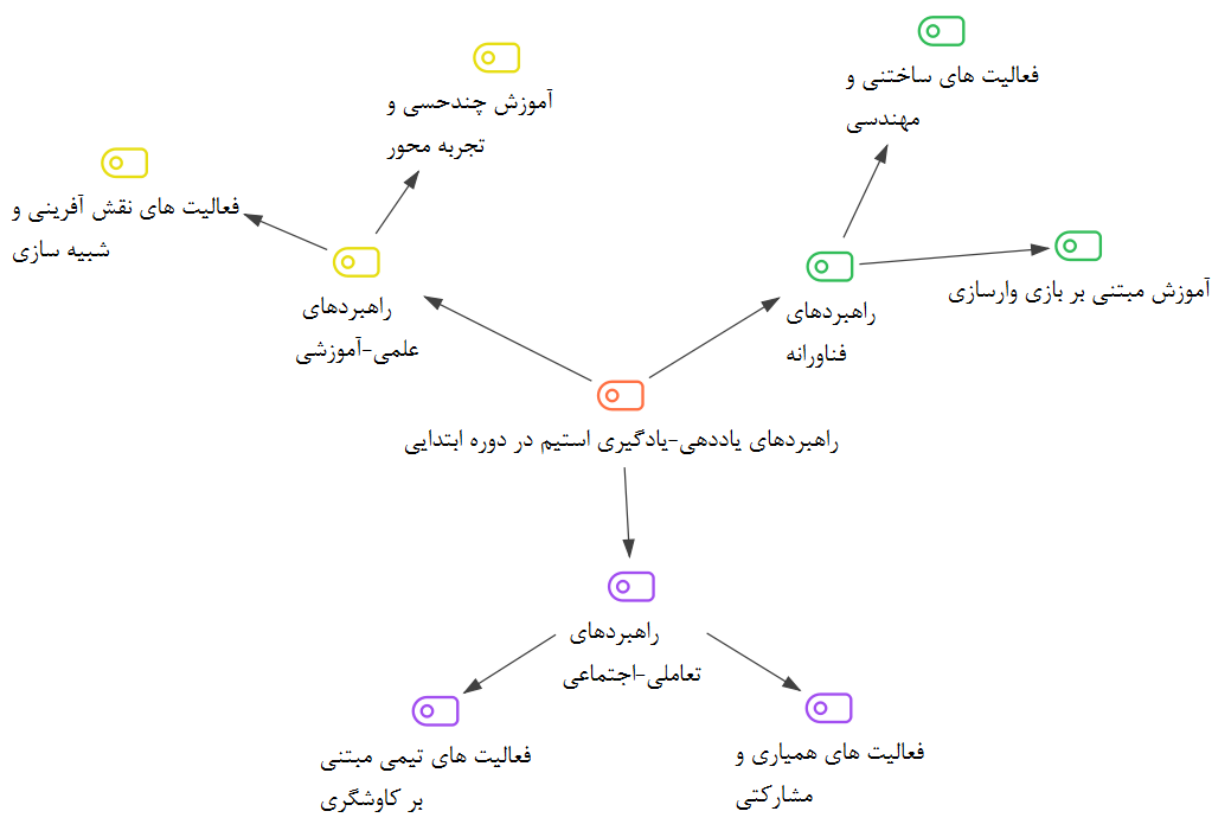 فعالیت های ساختنی و
مهندسی
آموزش چندحسی و
تجربه محور
فعالیت های نقش آفرینی و
شبیه سازی
آموزش مبتنی بر بازی وارسازی
راهبردهای
فناورانه
راهبردهای
علمی-آموزشی
راهبردهای یاددهی-یادگیری استیم در دوره ابتدایی
راهبردهای
تعاملی-اجتماعی
فعالیت های همیاری و
مشارکتی
فعالیت های تیمی مبتنی
بر کاوشگری